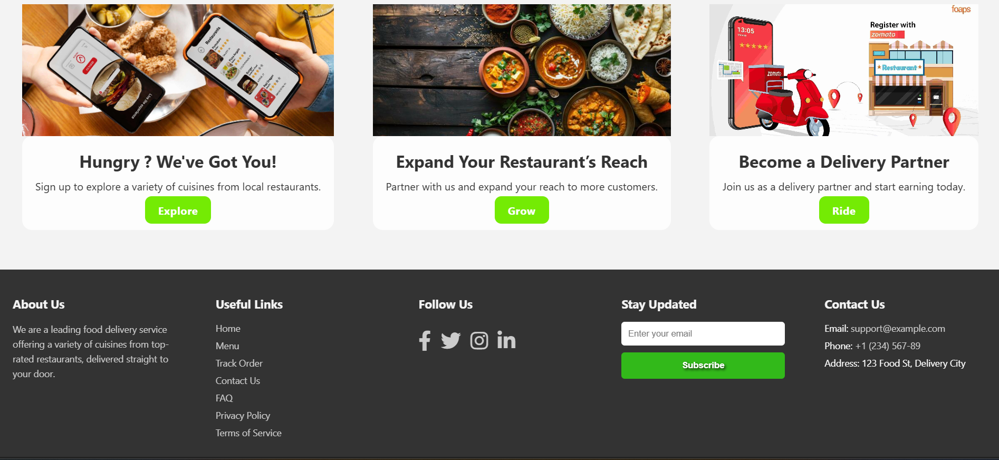 Restaurants
Live the experience
foaps
Register with
zomato
13:05
zomato
Restaurant
Hungry ? We've Got You!
Sign up to explore a variety of cuisines from local restaurants.
Explore
Expand Your Restaurant’s Reach
Partner with us and expand your reach to more customers.
Grow
Become a Delivery Partner
Join us as a delivery partner and start earning today.
Ride
About Us
We are a leading food delivery service
offering a variety of cuisines from top-
rated restaurants, delivered straight to
your door.
Useful Links
Home
Menu
Track Order
Contact Us
FAQ
Privacy Policy
Terms of Service
Follow Us
Stay Updated
Enter your email
Subscribe
Contact Us
Email: support@example.com
Phone: +1 (234) 567-89
Address: 123 Food St, Delivery City